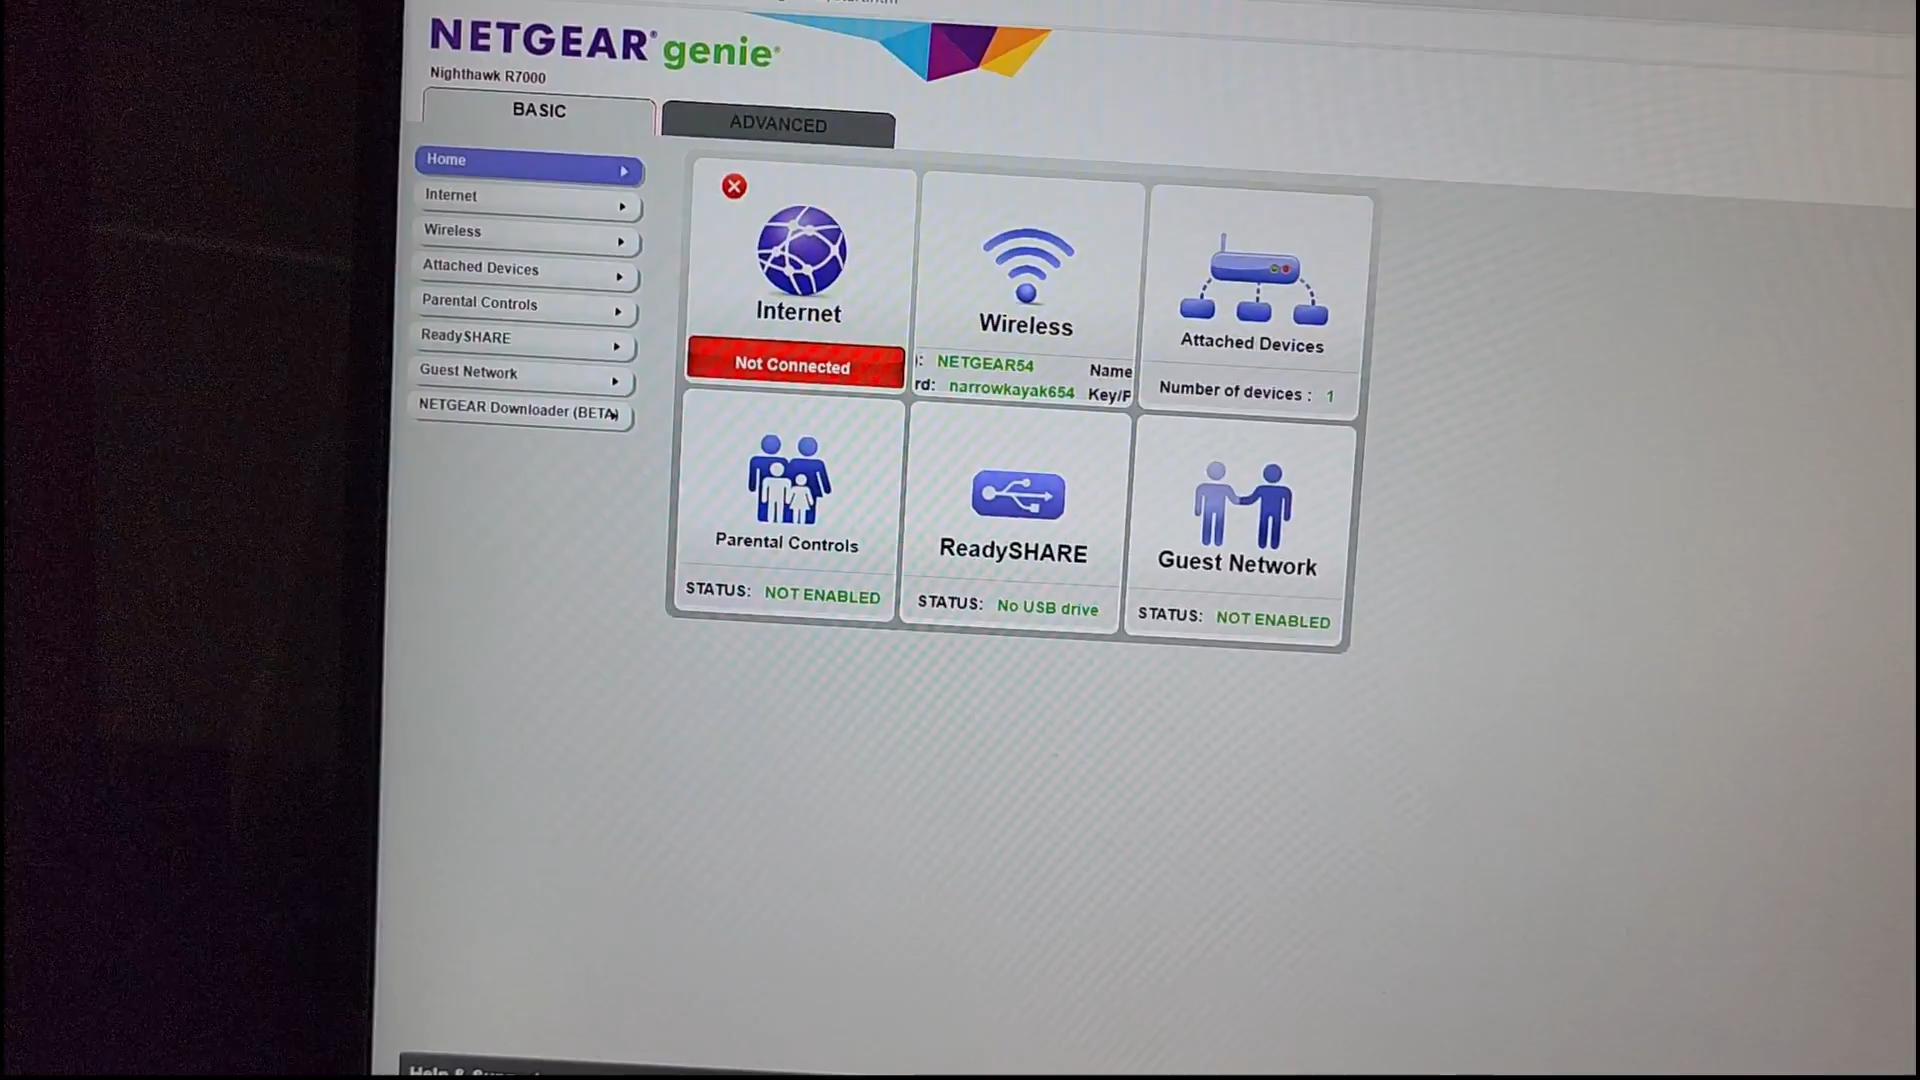 NETGEAR® genie®
Nighthawk R7000
BASIC
ADVANCED
Home
Internet
Wireless
Attached Devices
Parental Controls
ReadySHARE
Guest Network
NETGEAR Downloader (BETA)
Internet
Not Connected
Wireless
): NETGEAR54 Name
rd: narrowkayak654 Key/P
Attached Devices
Number of devices : 1
Parental Controls
STATUS: NOT ENABLED
ReadySHARE
STATUS: No USB drive
Guest Network
STATUS: NOT ENABLED
Help &